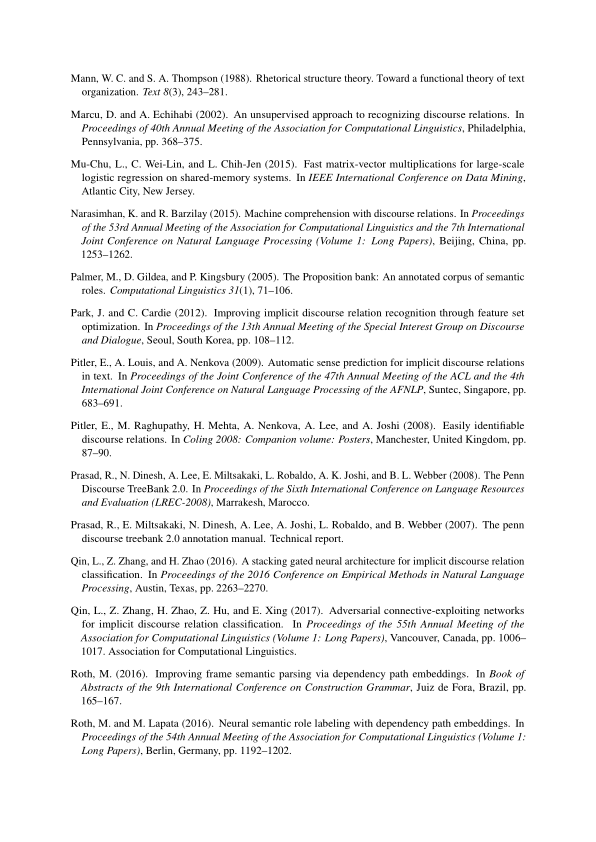 Mann, W. C. and S. A. Thompson (1988). Rhetorical structure theory. Toward a functional theory of text
organization. Text 8(3), 243–281.
Marcu, D. and A. Echihabi (2002). An unsupervised approach to recognizing discourse relations. In
Proceedings of 40th Annual Meeting of the Association for Computational Linguistics, Philadelphia,
Pennsylvania, pp. 368–375.
Mu-Chu, L., C. Wei-Lin, and L. Chih-Jen (2015). Fast matrix-vector multiplications for large-scale
logistic regression on shared-memory systems. In IEEE International Conference on Data Mining,
Atlantic City, New Jersey.
Narasimhan, K. and R. Barzilay (2015). Machine comprehension with discourse relations. In Proceedings
of the 53rd Annual Meeting of the Association for Computational Linguistics and the 7th International
Joint Conference on Natural Language Processing (Volume 1: Long Papers), Beijing, China, pp.
1253–1262.
Palmer, M., D. Gildea, and P. Kingsbury (2005). The Proposition bank: An annotated corpus of semantic
roles. Computational Linguistics 31(1), 71–106.
Park, J. and C. Cardie (2012). Improving implicit discourse relation recognition through feature set
optimization. In Proceedings of the 13th Annual Meeting of the Special Interest Group on Discourse
and Dialogue, Seoul, South Korea, pp. 108–112.
Pitler, E., A. Louis, and A. Nenkova (2009). Automatic sense prediction for implicit discourse relations
in text. In Proceedings of the Joint Conference of the 47th Annual Meeting of the ACL and the 4th
International Joint Conference on Natural Language Processing of the AFNLP, Suntec, Singapore, pp.
683–691.
Pitler, E., M. Raghupathy, H. Mehta, A. Nenkova, A. Lee, and A. Joshi (2008). Easily identifiable
discourse relations. In Coling 2008: Companion volume: Posters, Manchester, United Kingdom, pp.
87–90.
Prasad, R., N. Dinesh, A. Lee, E. Miltsakaki, L. Robaldo, A. K. Joshi, and B. L. Webber (2008). The Penn
Discourse TreeBank 2.0. In Proceedings of the Sixth International Conference on Language Resources
and Evaluation (LREC-2008), Marrakesh, Marocco.
Prasad, R., E. Miltsakaki, N. Dinesh, A. Lee, A. Joshi, L. Robaldo, and B. Webber (2007). The penn
discourse treebank 2.0 annotation manual. Technical report.
Qin, L., Z. Zhang, and H. Zhao (2016). A stacking gated neural architecture for implicit discourse relation
classification. In Proceedings of the 2016 Conference on Empirical Methods in Natural Language
Processing, Austin, Texas, pp. 2263–2270.
Qin, L., Z. Zhang, H. Zhao, Z. Hu, and E. Xing (2017). Adversarial connective-exploiting networks
for implicit discourse relation classification. In Proceedings of the 55th Annual Meeting of the
Association for Computational Linguistics (Volume 1: Long Papers), Vancouver, Canada, pp. 1006–
1017. Association for Computational Linguistics.
Roth, M. (2016). Improving frame semantic parsing via dependency path embeddings. In Book of
Abstracts of the 9th International Conference on Construction Grammar, Juiz de Fora, Brazil, pp.
165–167.
Roth, M. and M. Lapata (2016). Neural semantic role labeling with dependency path embeddings. In
Proceedings of the 54th Annual Meeting of the Association for Computational Linguistics (Volume 1:
Long Papers), Berlin, Germany, pp. 1192–1202.